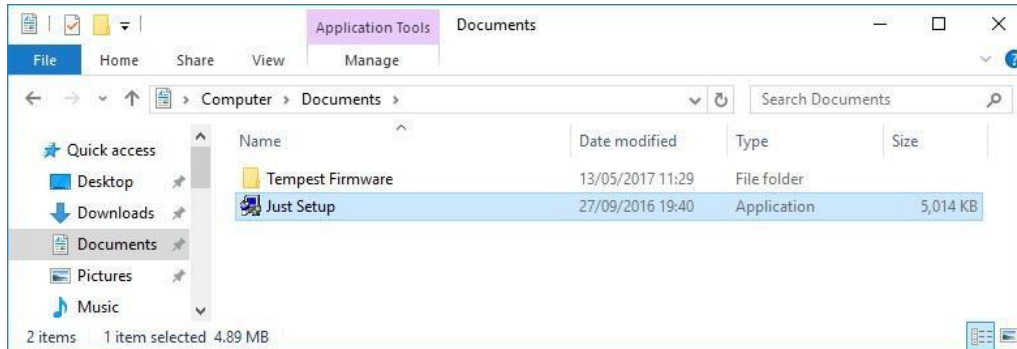 Application Tools Documents
File Home Share View Manage
Computer > Documents >
Search Documents
Name Date modified Type Size
Quick access
Desktop
Downloads
Documents
Pictures
Music
Tempest Firmware 13/05/2017 11:29 File folder
Just Setup 27/09/2016 19:40 Application 5,014 KB
2 items 1 item selected 4.89 MB